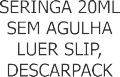 SERINGA 20ML
SEM AGULHA
LUER SLIP,
DESCARPACK